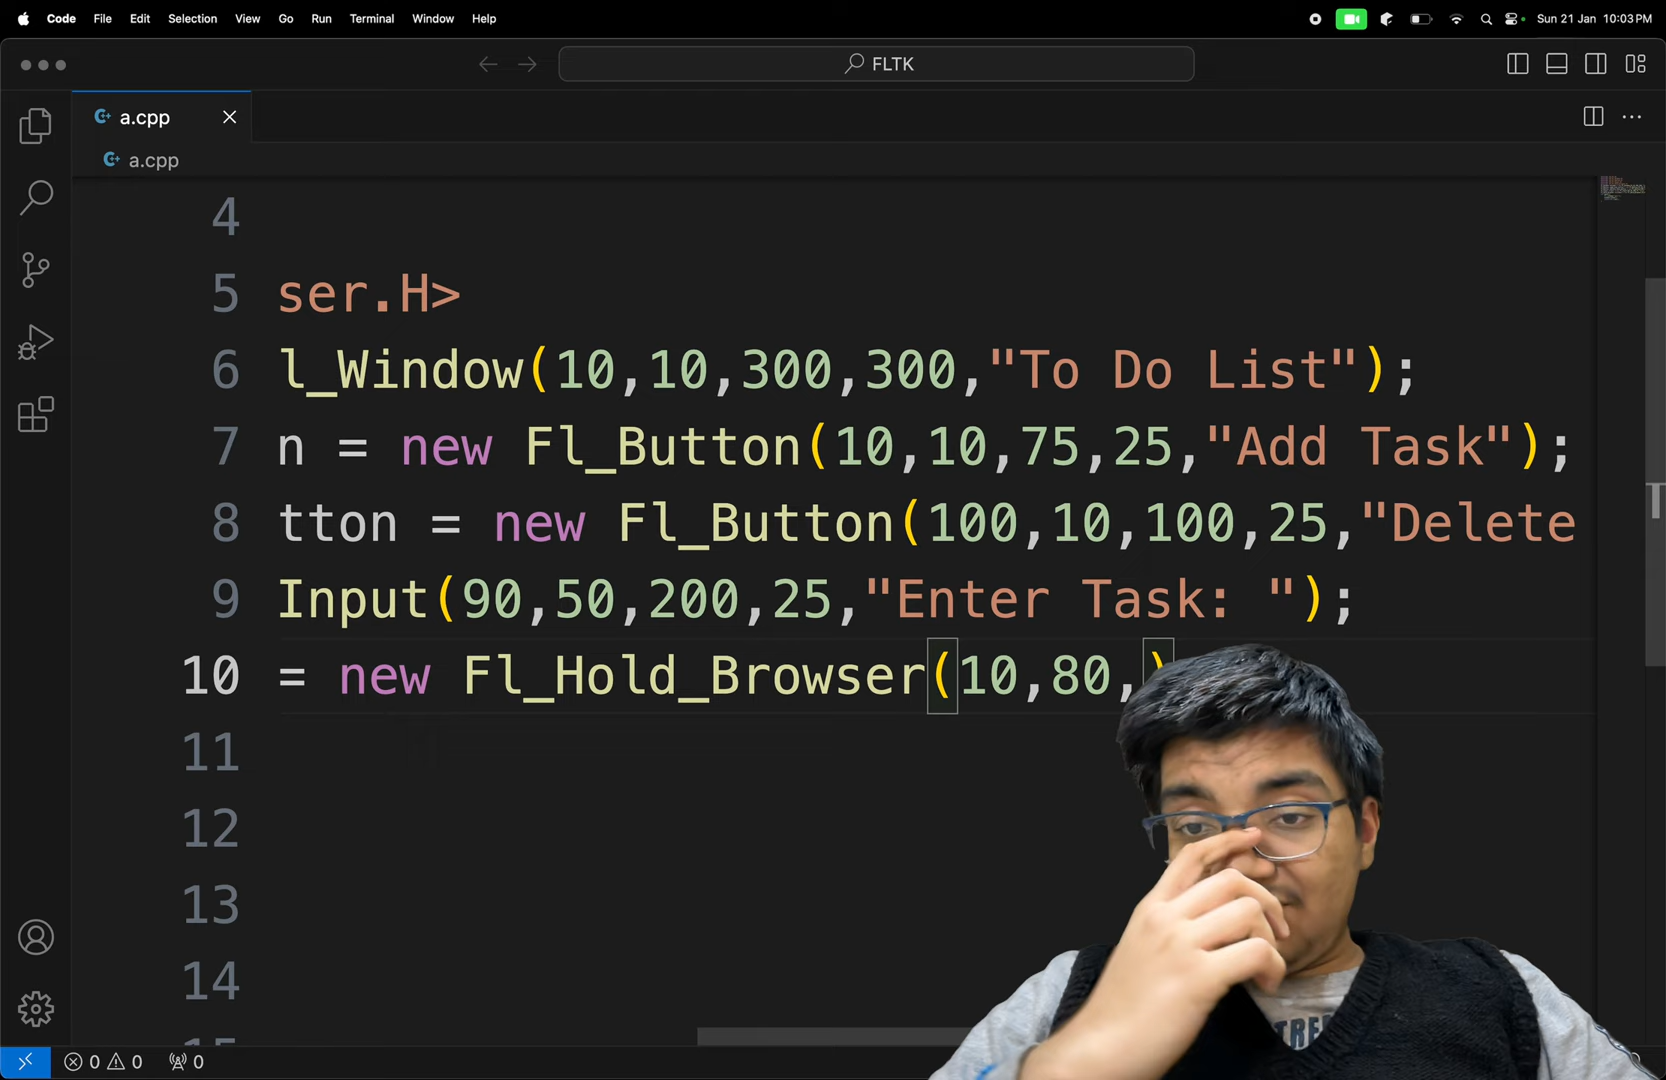 Code File Edit Selection View Go Run Terminal Window Help
Sun 21 Jan 10:03 PM
FLTK
a.cpp
a.cpp
4
5 ser.H>
6 l_Window(10,10,300,300,"To Do List");
7 n = new Fl_Button(10,10,75,25,"Add Task");
8 tton = new Fl_Button(100,10,100,25,"Delete
9 Input(90,50,200,25,"Enter Task: ");
10 = new Fl_Hold_Browser(10,80,)
11
12
13
14
0 0 0